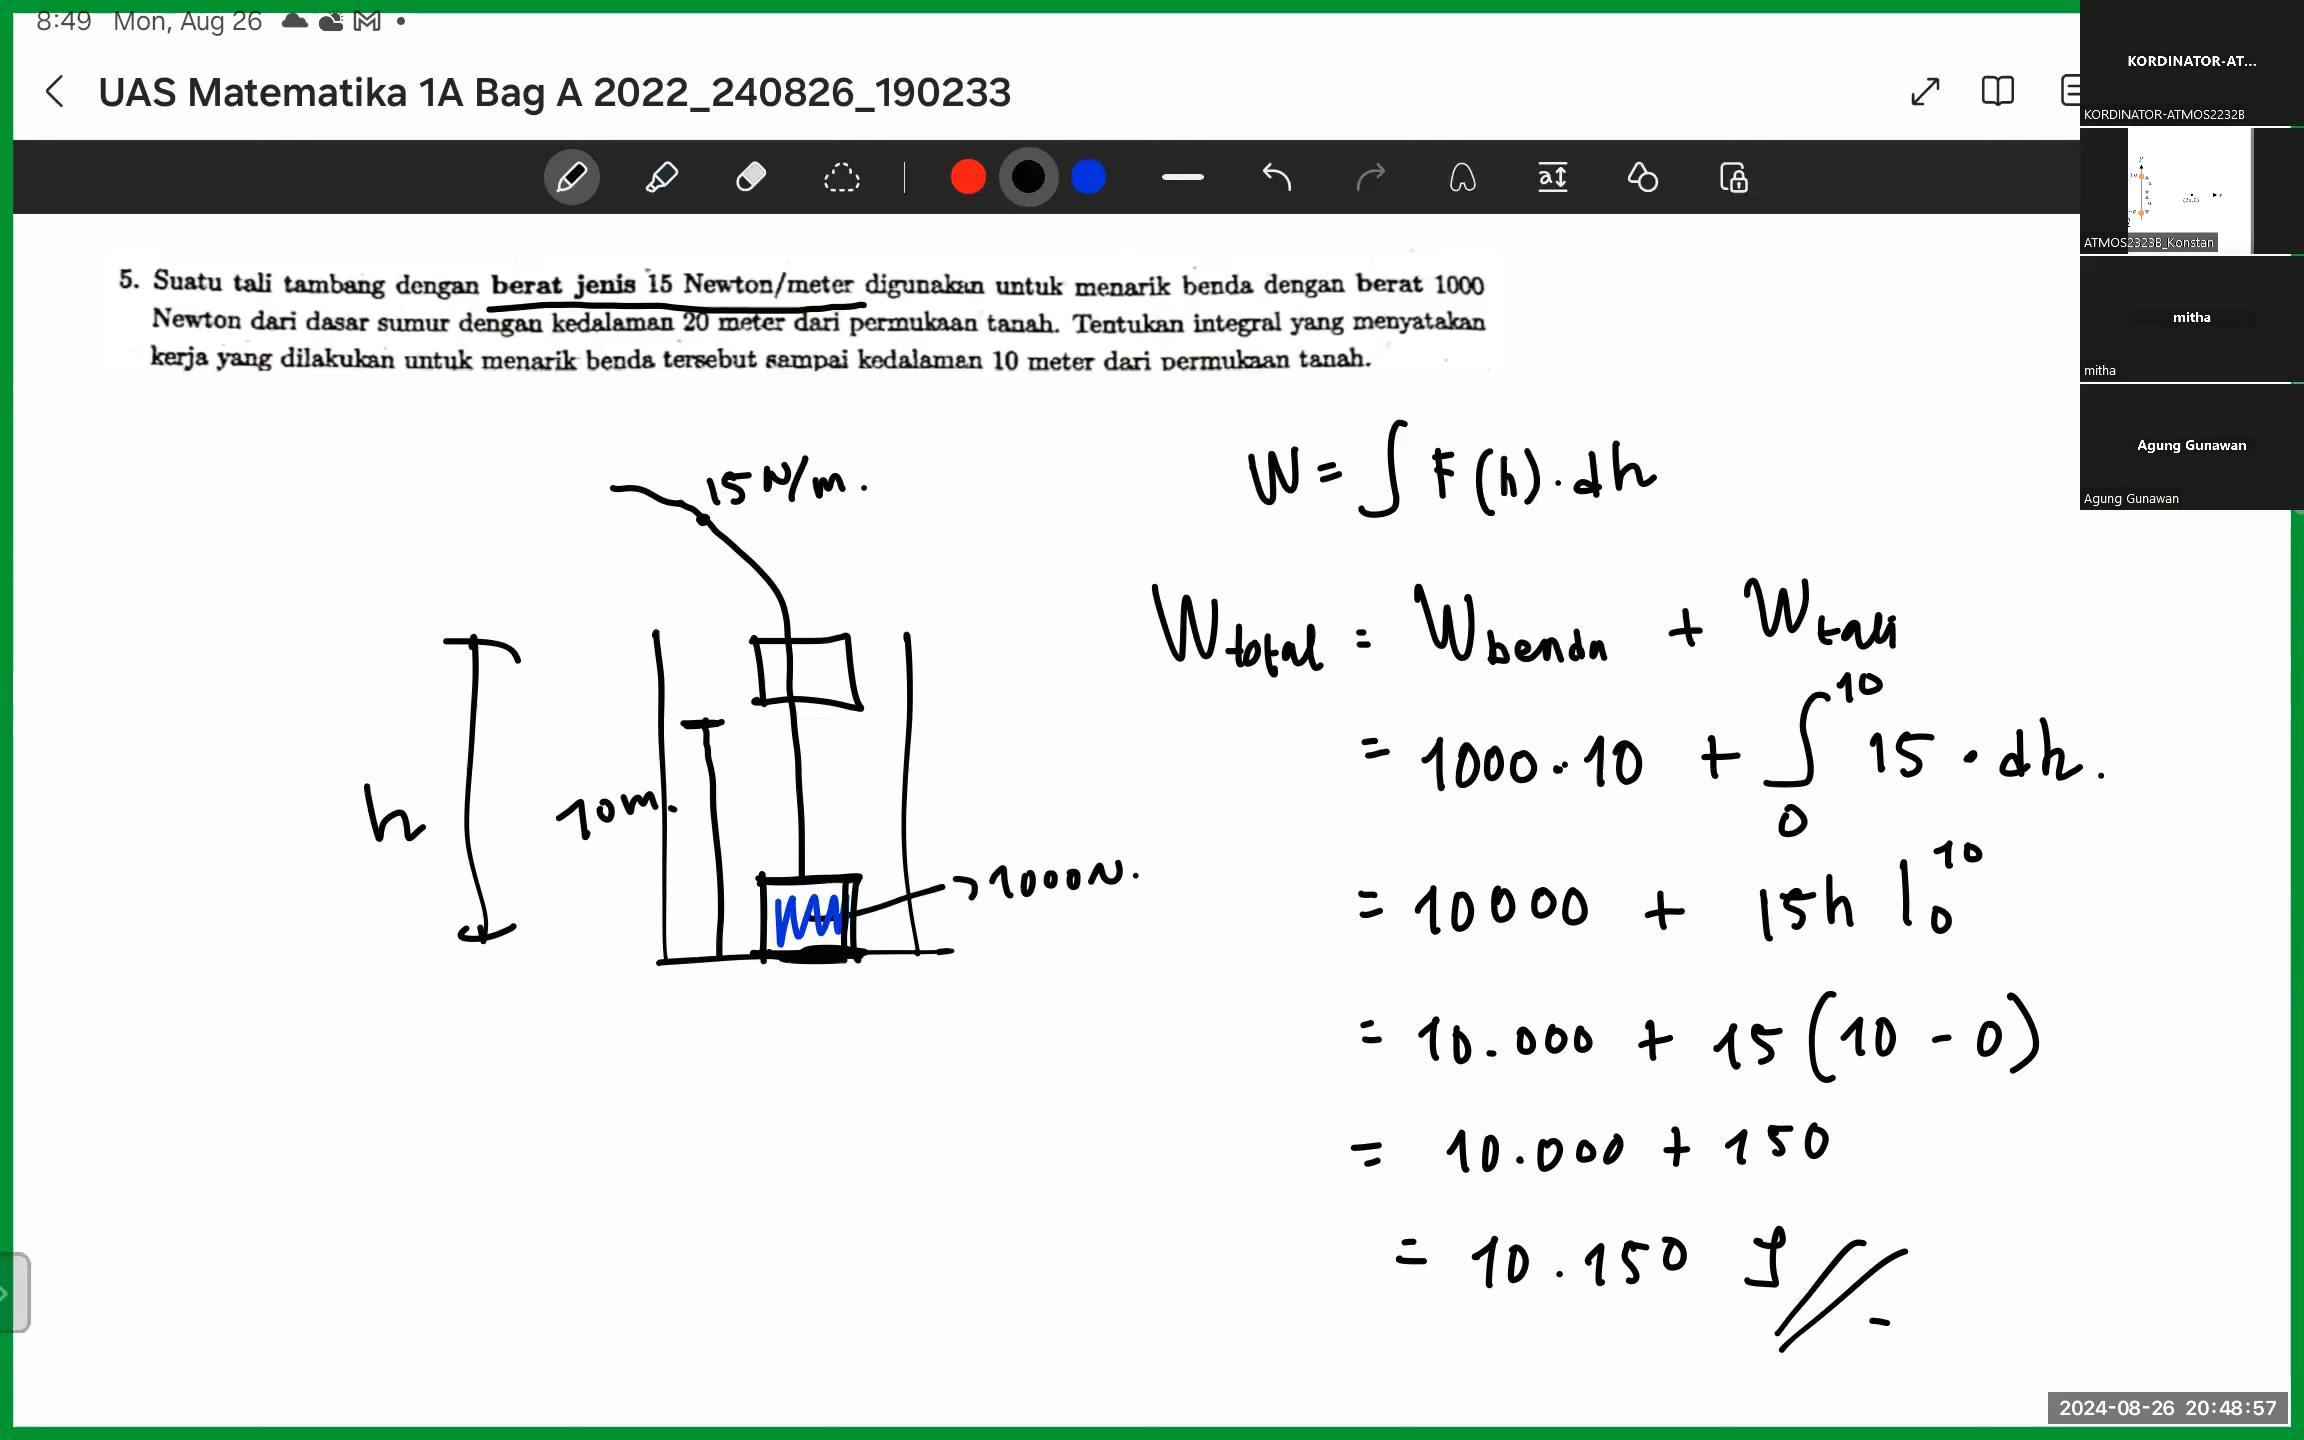 8:49 Mon, Aug 26
UAS Matematika 1A Bag A 2022_240826_190233
KORDINATOR-AT...
KORDINATOR-ATMOS2232B
ATMOS2323B_Konstan
mitha
mitha
Agung Gunawan
Agung Gunawan
5. Suatu tali tambang dengan berat jenis 15 Newton/meter digunakan untuk menarik benda dengan berat 1000
Newton dari dasar sumur dengan kedalaman 20 meter dari permukaan tanah. Tentukan integral yang menyatakan
kerja yang dilakukan untuk menarik benda tersebut sampai kedalaman 10 meter dari permukaan tanah.
15 N/m.
h
10m.
1000N.
W = ∫ F(h) . dh
W total = W benda + W tali
= 1000 . 10 + ∫₀¹⁰ 15 . dh.
= 10000 + 15h |₀¹⁰
= 10.000 + 15 (10 - 0)
= 10.000 + 150
= 10.150 J
2024-08-26 20:48:57